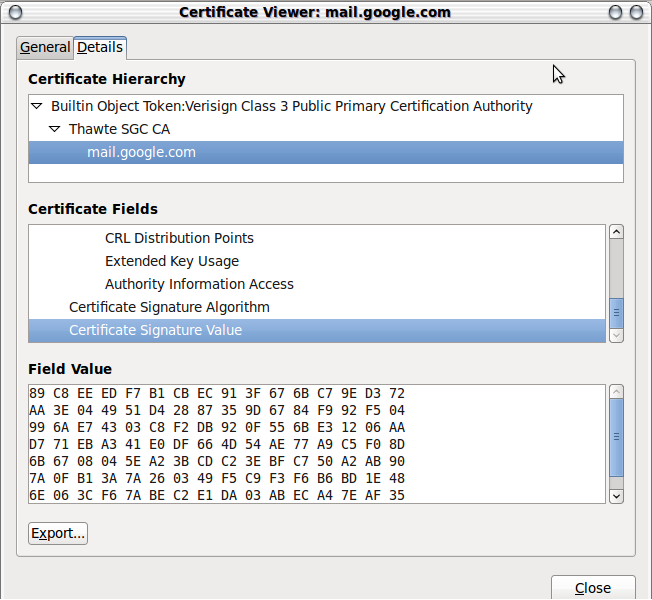 Certificate Viewer: mail.google.com
General Details
Certificate Hierarchy
Builtin Object Token:Verisign Class 3 Public Primary Certification Authority
Thawte SGC CA
mail.google.com
Certificate Fields
CRL Distribution Points
Extended Key Usage
Authority Information Access
Certificate Signature Algorithm
Certificate Signature Value
Field Value
89 C8 EE ED F7 B1 CB EC 91 3F 67 6B C7 9E D3 72
AA 3E 04 49 51 D4 28 87 35 9D 67 84 F9 92 F5 04
99 6A E7 43 03 C8 F2 DB 92 0F 55 6B E3 12 06 AA
D7 71 EB A3 41 E0 DF 66 4D 54 AE 77 A9 C5 F0 8D
6B 67 08 04 5E A2 3B CD C2 3E BF C7 50 A2 AB 90
7A 0F B1 3A 7A 26 03 49 F5 C9 F3 F6 B6 BD 1E 48
6E 06 3C F6 7A BE C2 E1 DA 03 AB EC A4 7E AF 35
Export...
Close